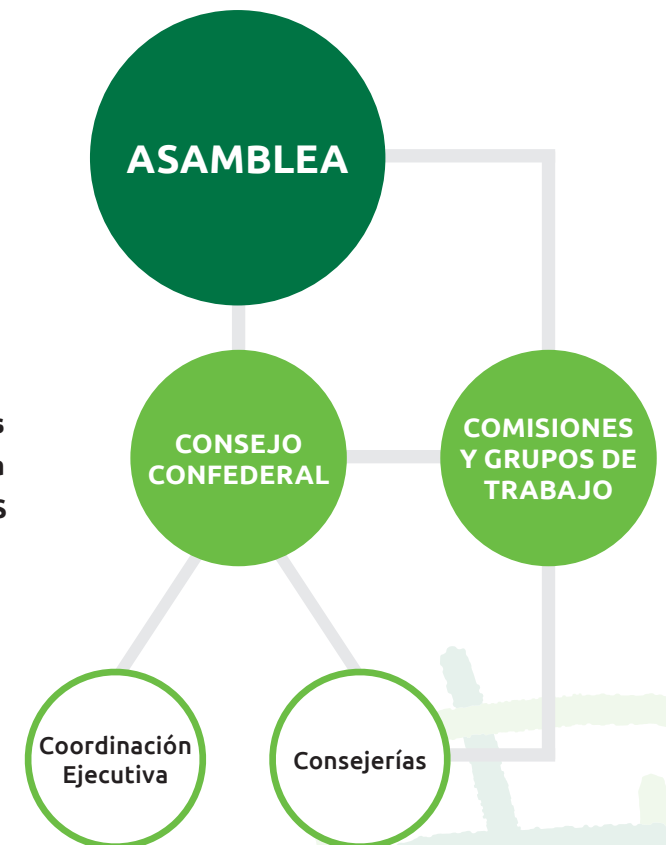 ASAMBLEA
CONSEJO
CONFEDERAL
COMISIONES
Y GRUPOS DE
TRABAJO
Coordinación
Ejecutiva
Consejerías